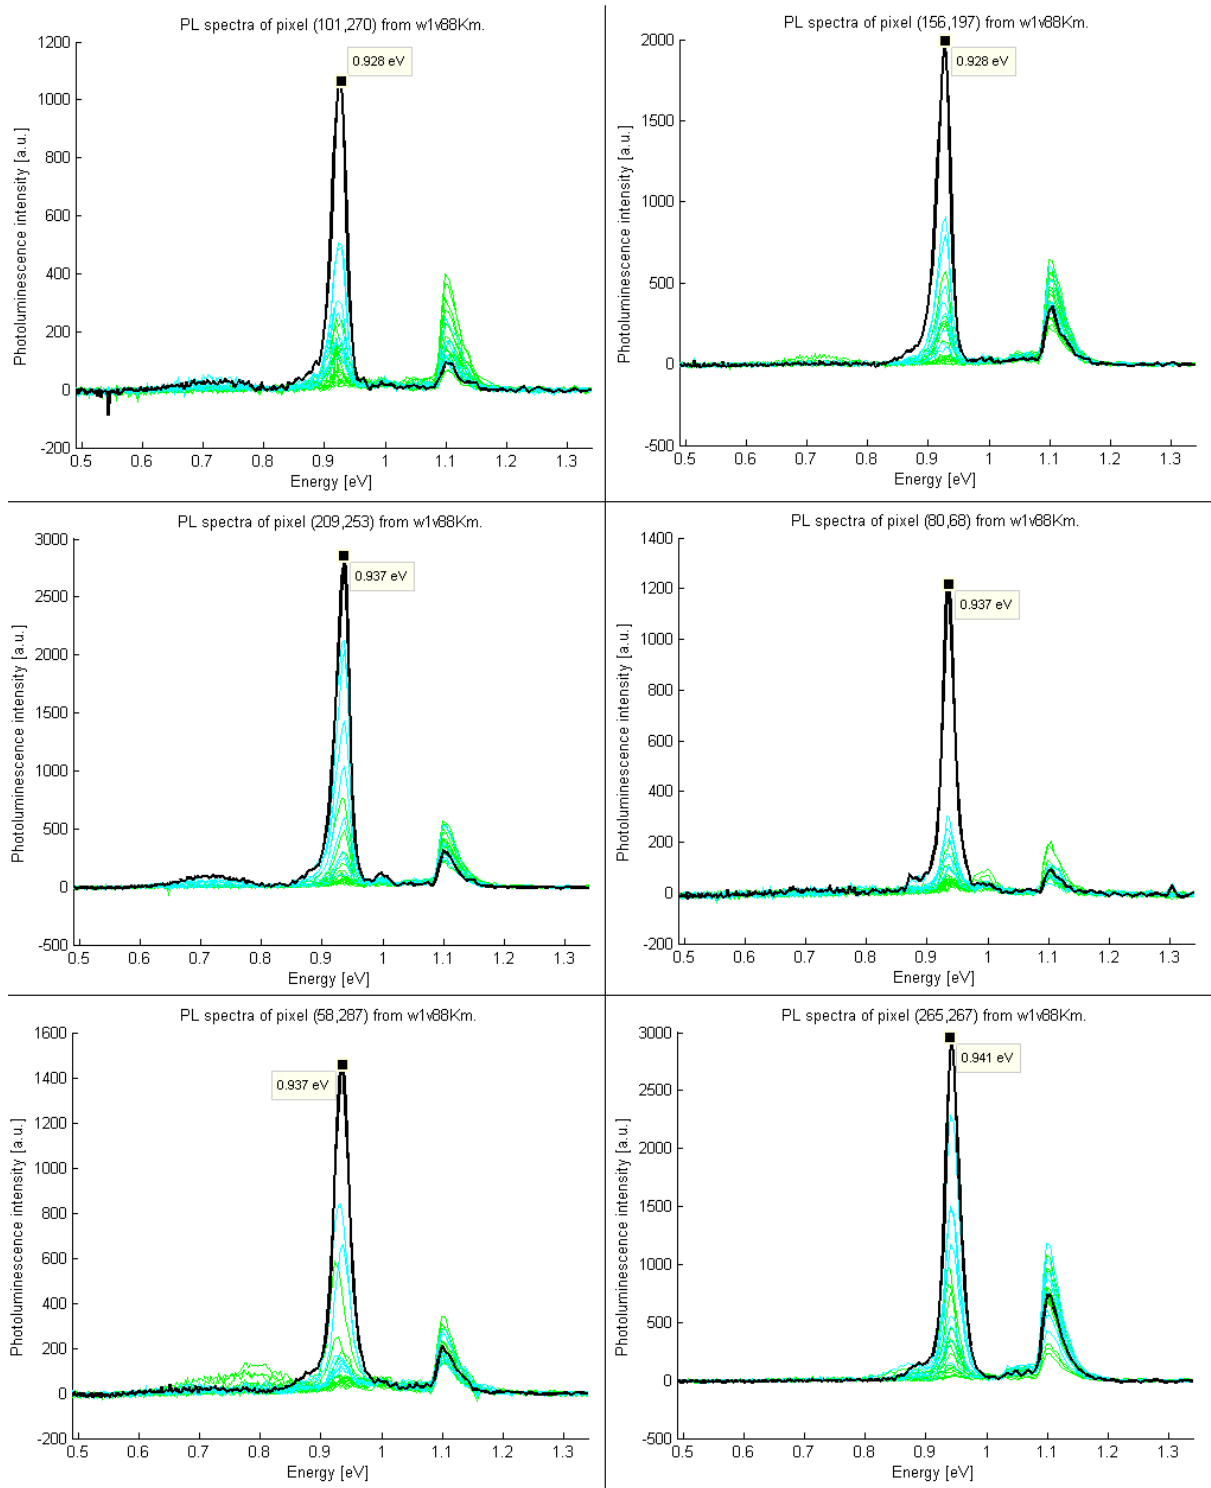 PL spectra of pixel (101,270) from w1v88Km.
1200
1000
800
600
400
200
0
-200
Photoluminescence intensity [a.u.]
0.928 eV
0.5 0.6 0.7 0.8 0.9 1 1.1 1.2 1.3
Energy [eV]
PL spectra of pixel (156,197) from w1v88Km.
2000
1500
1000
500
0
-500
Photoluminescence intensity [a.u.]
0.928 eV
0.5 0.6 0.7 0.8 0.9 1 1.1 1.2 1.3
Energy [eV]
PL spectra of pixel (209,253) from w1v88Km.
3000
2500
2000
1500
1000
500
0
-500
Photoluminescence intensity [a.u.]
0.937 eV
0.5 0.6 0.7 0.8 0.9 1 1.1 1.2 1.3
Energy [eV]
PL spectra of pixel (80,68) from w1v88Km.
1400
1200
1000
800
600
400
200
0
-200
Photoluminescence intensity [a.u.]
0.937 eV
0.5 0.6 0.7 0.8 0.9 1 1.1 1.2 1.3
Energy [eV]
PL spectra of pixel (58,287) from w1v88Km.
1600
1400
1200
1000
800
600
400
200
0
-200
Photoluminescence intensity [a.u.]
0.937 eV
0.5 0.6 0.7 0.8 0.9 1 1.1 1.2 1.3
Energy [eV]
PL spectra of pixel (265,267) from w1v88Km.
3000
2500
2000
1500
1000
500
0
-500
Photoluminescence intensity [a.u.]
0.941 eV
0.5 0.6 0.7 0.8 0.9 1 1.1 1.2 1.3
Energy [eV]